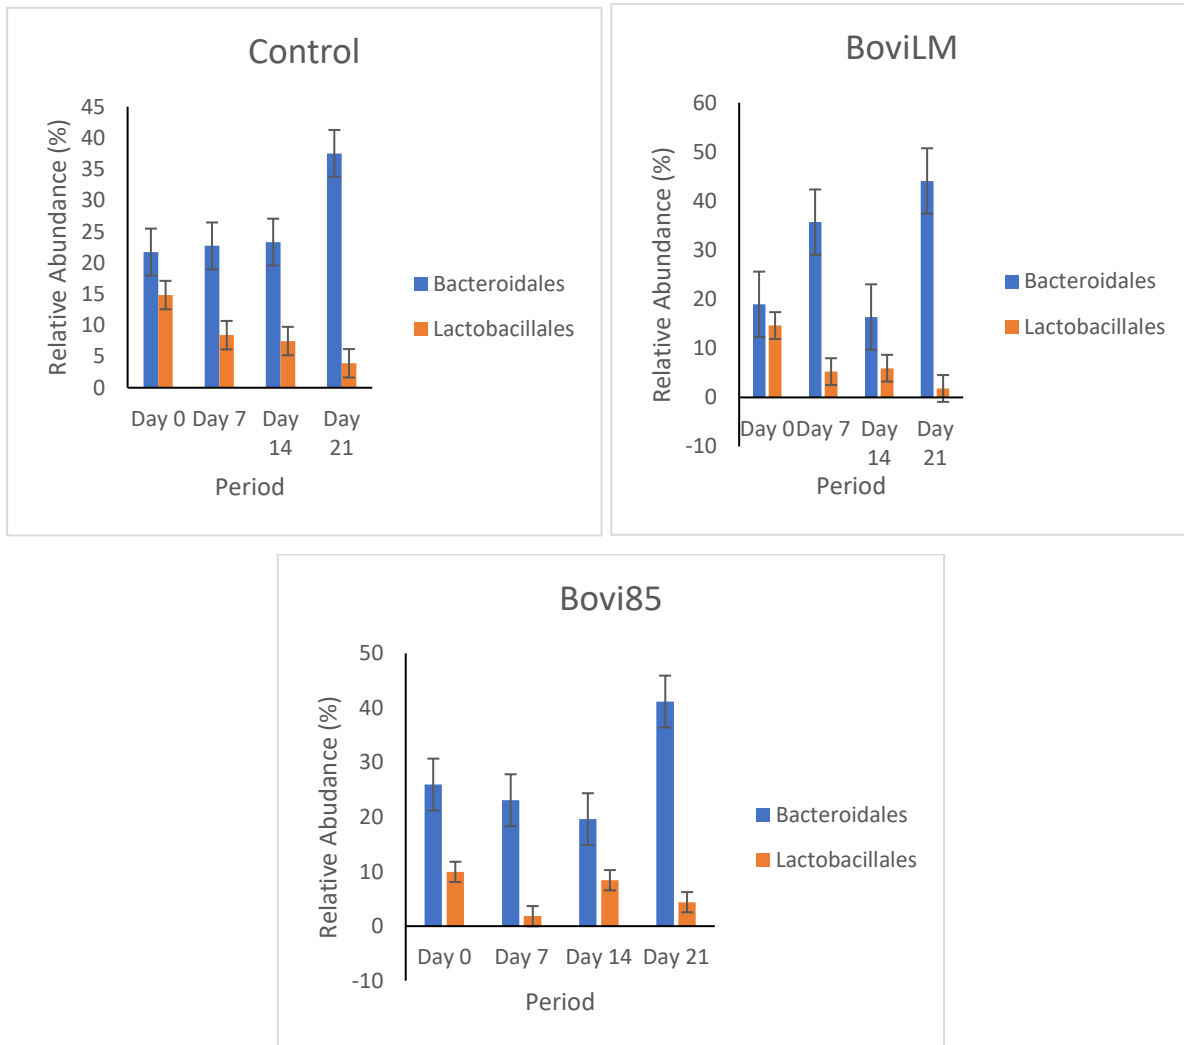 Control
Relative Abundance (%)
45
40
35
30
25
20
15
10
5
0
Day 0 Day 7 Day Day
14 21
Period
Bacteroidales
Lactobacillales
BoviLM
Relative Abundance (%)
60
50
40
30
20
10
0
-10
Day 0 Day 7 Day Day
14 21
Period
Bacteroidales
Lactobacillales
Bovi85
Relative Abudance (%)
50
40
30
20
10
0
-10
Day 0 Day 7 Day 14 Day 21
Period
Bacteroidales
Lactobacillales